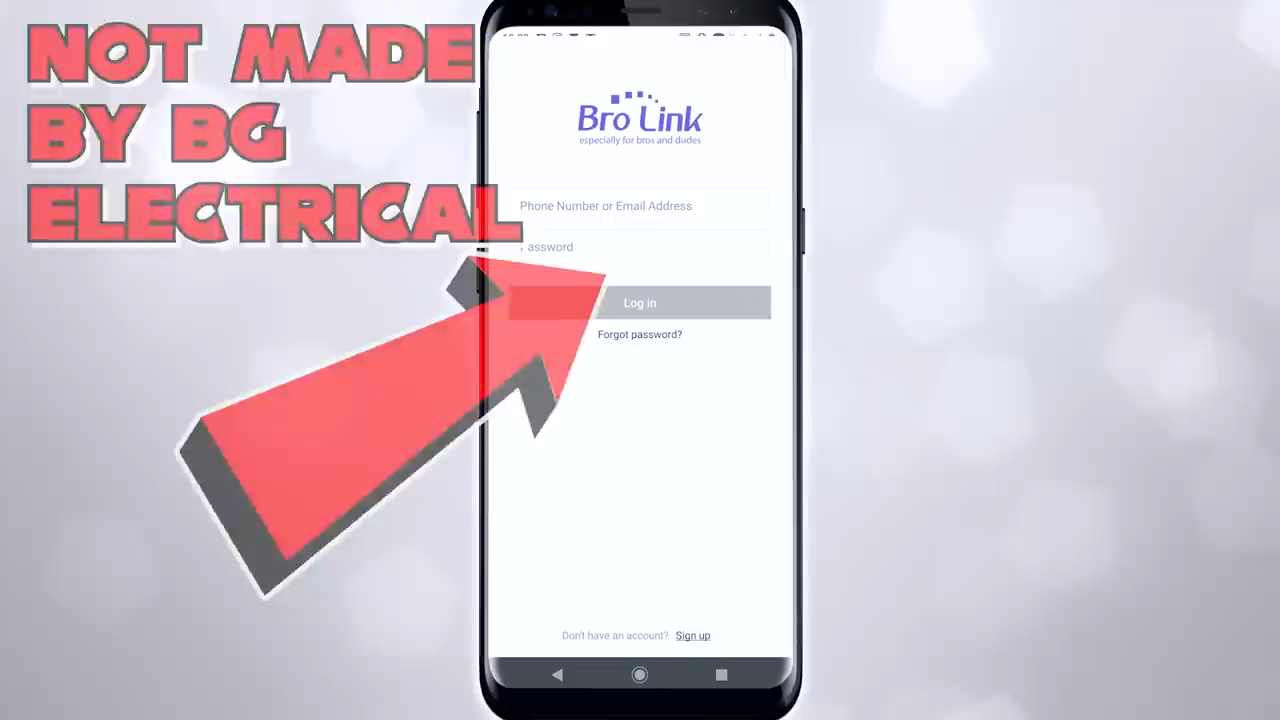 NOT MADE
BY BG
ELECTRICAL
Bro Link
especially for bros and dudes
Phone Number or Email Address
assword
Log in
Forgot password?
Don't have an account? Sign up